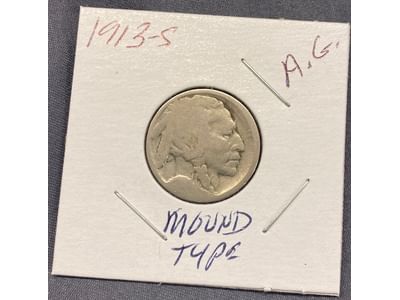 1913-S
A.G.
MOUND
TYPE